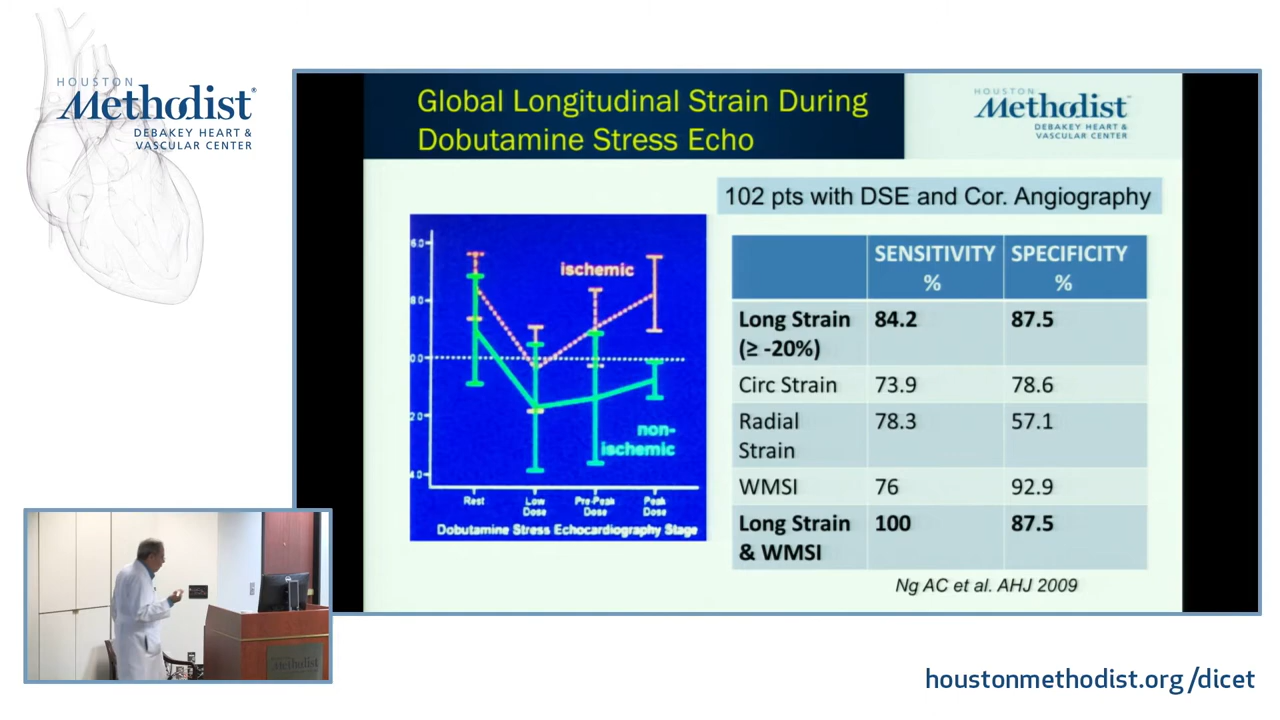 HOUSTON
Methodist®
DEBAKEY HEART &
VASCULAR CENTER
Global Longitudinal Strain During
Dobutamine Stress Echo
HOUSTON
Methodist
DEBAKEY HEART &
VASCULAR CENTER
102 pts with DSE and Cor. Angiography
ischemic
non-
ischemic
Rest
Low
Dose
Pre-Peak
Dose
Peak
Dose
Dobutamine Stress Echocardiography Stage
SENSITIVITY
%
SPECIFICITY
%
Long Strain
(≥ -20%)
84.2
87.5
Circ Strain
73.9
78.6
Radial
Strain
78.3
57.1
WMSI
76
92.9
Long Strain
& WMSI
100
87.5
Ng AC et al. AHJ 2009
Methodist
houstonmethodist.org/dicet